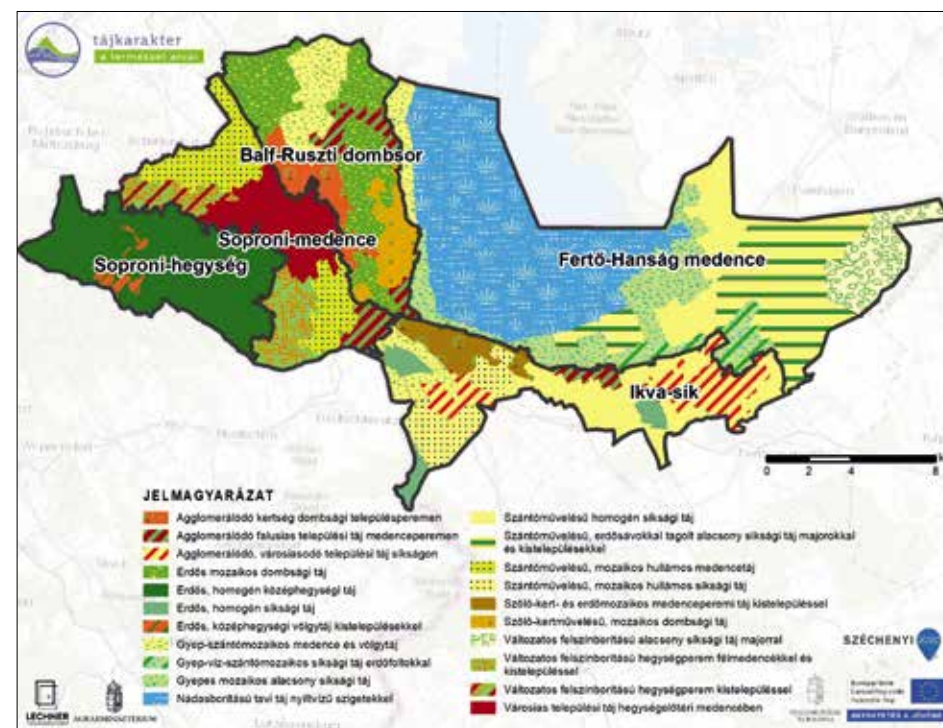 tájkarakter
a természet arcai
Balf-Ruszti dombsor
Soproni-medence
Soproni-hegység
Fertő-Hanság medence
Ikva-sík
0 2 4 8
JELMAGYARÁZAT
Agglomerálódó kertség dombsági településperemen
Agglomerálódó falusias települési táj medenceperemen
Agglomerálódó, városiasodó települési táj síkságon
Erdős mozaikos dombsági táj
Erdős, homogén középhegységi táj
Erdős, homogén síksági táj
Erdős, középhegységi völgytáj kistelepülésekkel
Gyep-szántómozaikos medence és völgytáj
Gyep-víz-szántómozaikos síksági táj erdőfoltokkal
Gyepes mozaikos alacsony síksági táj
Nádasborítású tavi táj nyíltvízű szigetekkel
Szántóművelésű homogén síksági táj
Szántóművelésű, erdősávokkal tagolt alacsony síksági táj majorokkal
és kistelepülésekkel
Szántóművelésű, mozaikos hullámos medencetáj
Szántóművelésű, mozaikos hullámos síksági táj
Szőlő-kert- és erdőmozaikos medenceperemi táj kistelepüléssel
Szőlő-kertművelésű, mozaikos dombsági táj
Változatos felszínborítású alacsony síksági táj majorral
Változatos felszínborítású hegységperem félmedencékkel és
kistelepüléssel
Változatos felszínborítású hegységperem kistelepüléssel
Városias települési táj hegységelőtéri medencében
LECHNER
AGRÁRMINISZTÉRIUM
SZÉCHENYI 2020
BEFEKTETÉS A JÖVŐBE